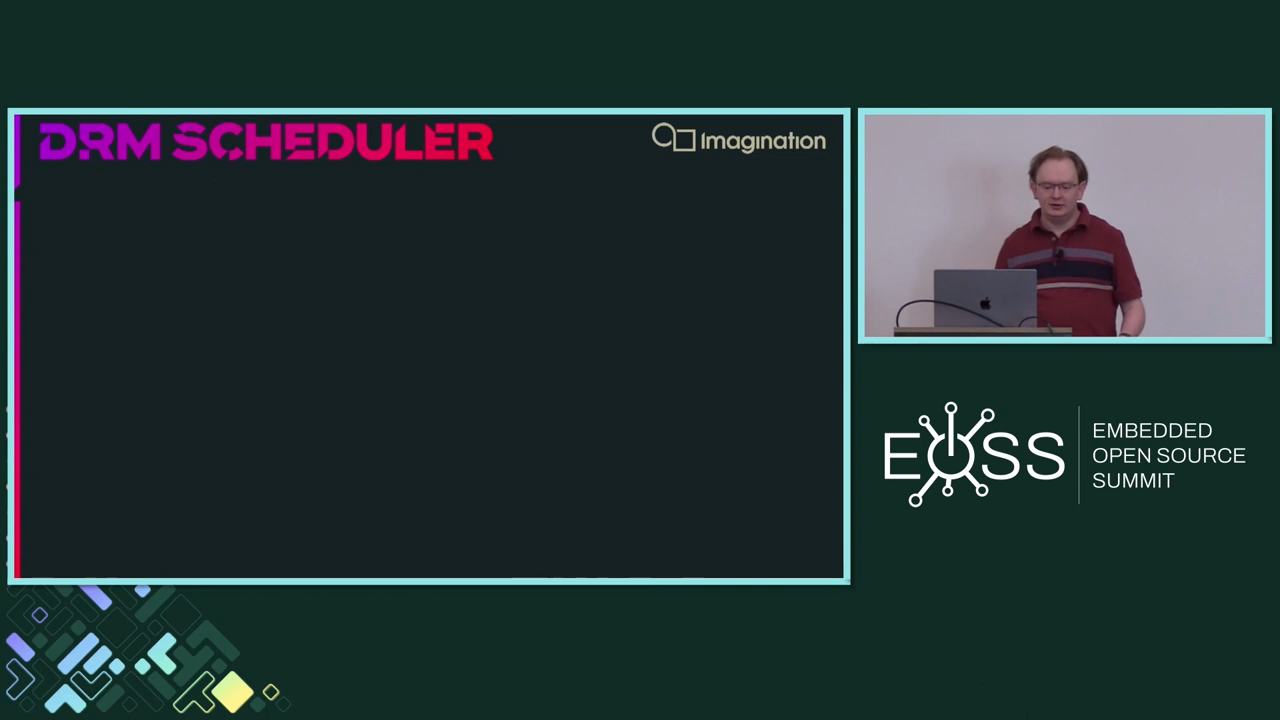 DRM SCHEDULER
Imagination
EOSS
EMBEDDED
OPEN SOURCE
SUMMIT